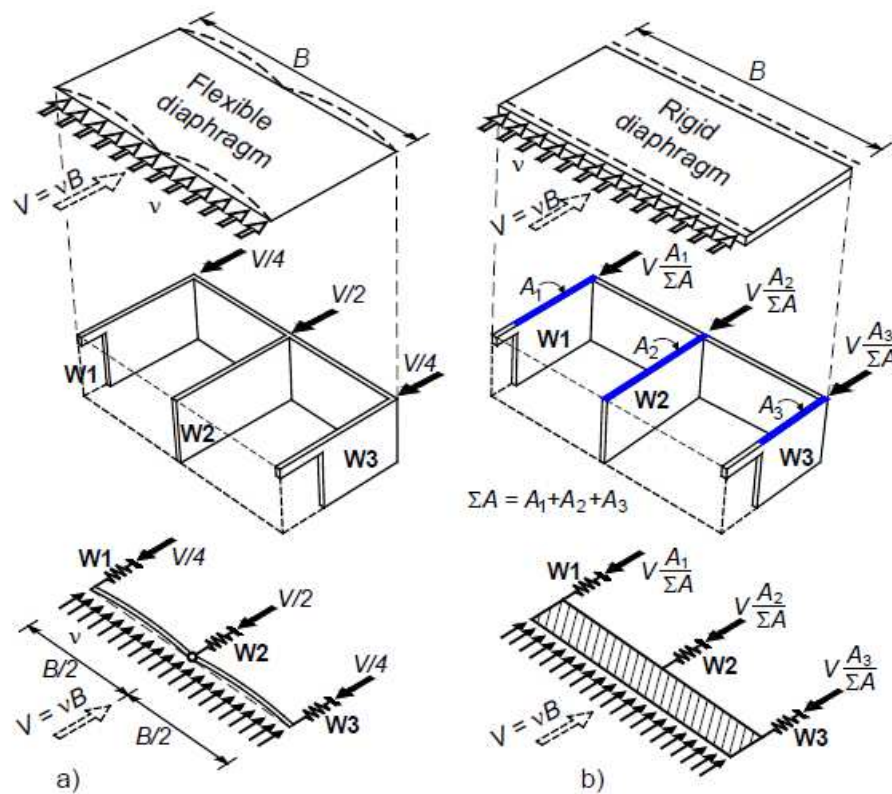 B
Flexible
diaphragm
V = νB
ν
V/4
V/2
V/4
W1
W2
W3
W1
V/4
V/2
W2
V/4
W3
ν
B/2
V = νB
B/2
a)
B
Rigid
diaphragm
ν
V = νB
V A₁/ΣA
V A₂/ΣA
V A₃/ΣA
A₁
W1
A₂
W2
A₃
W3
ΣA = A₁+A₂+A₃
W1
V A₁/ΣA
V A₂/ΣA
W2
V A₃/ΣA
W3
V = νB
b)